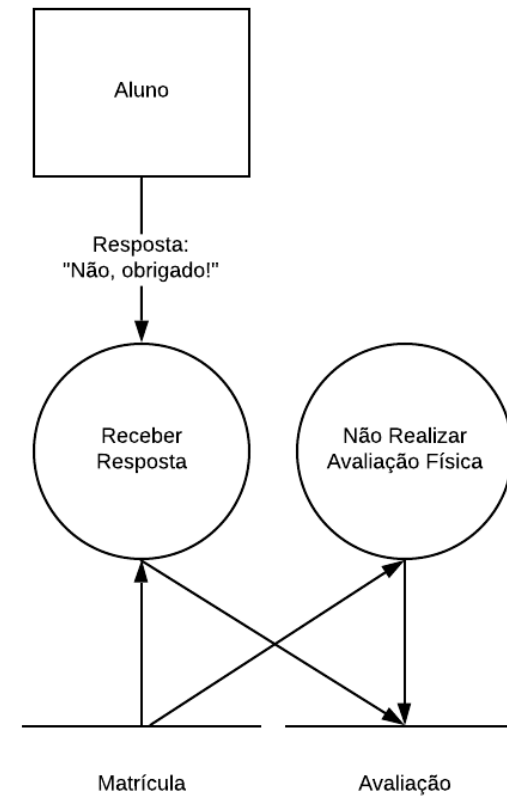 Aluno
Resposta:
"Não, obrigado!"
Receber
Resposta
Não Realizar
Avaliação Física
Matrícula
Avaliação